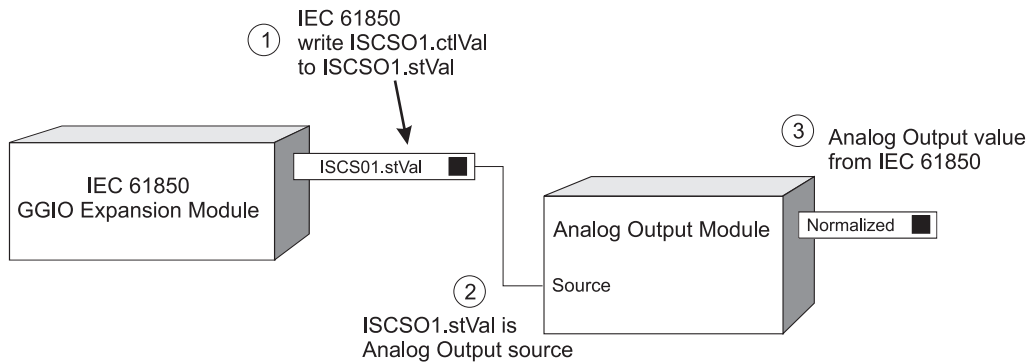 1
IEC 61850
write ISCSO1.ctlVal
to ISCSO1.stVal
IEC 61850
GGIO Expansion Module
ISCS01.stVal
3
Analog Output value
from IEC 61850
Analog Output Module
Normalized
Source
2
ISCSO1.stVal is
Analog Output source